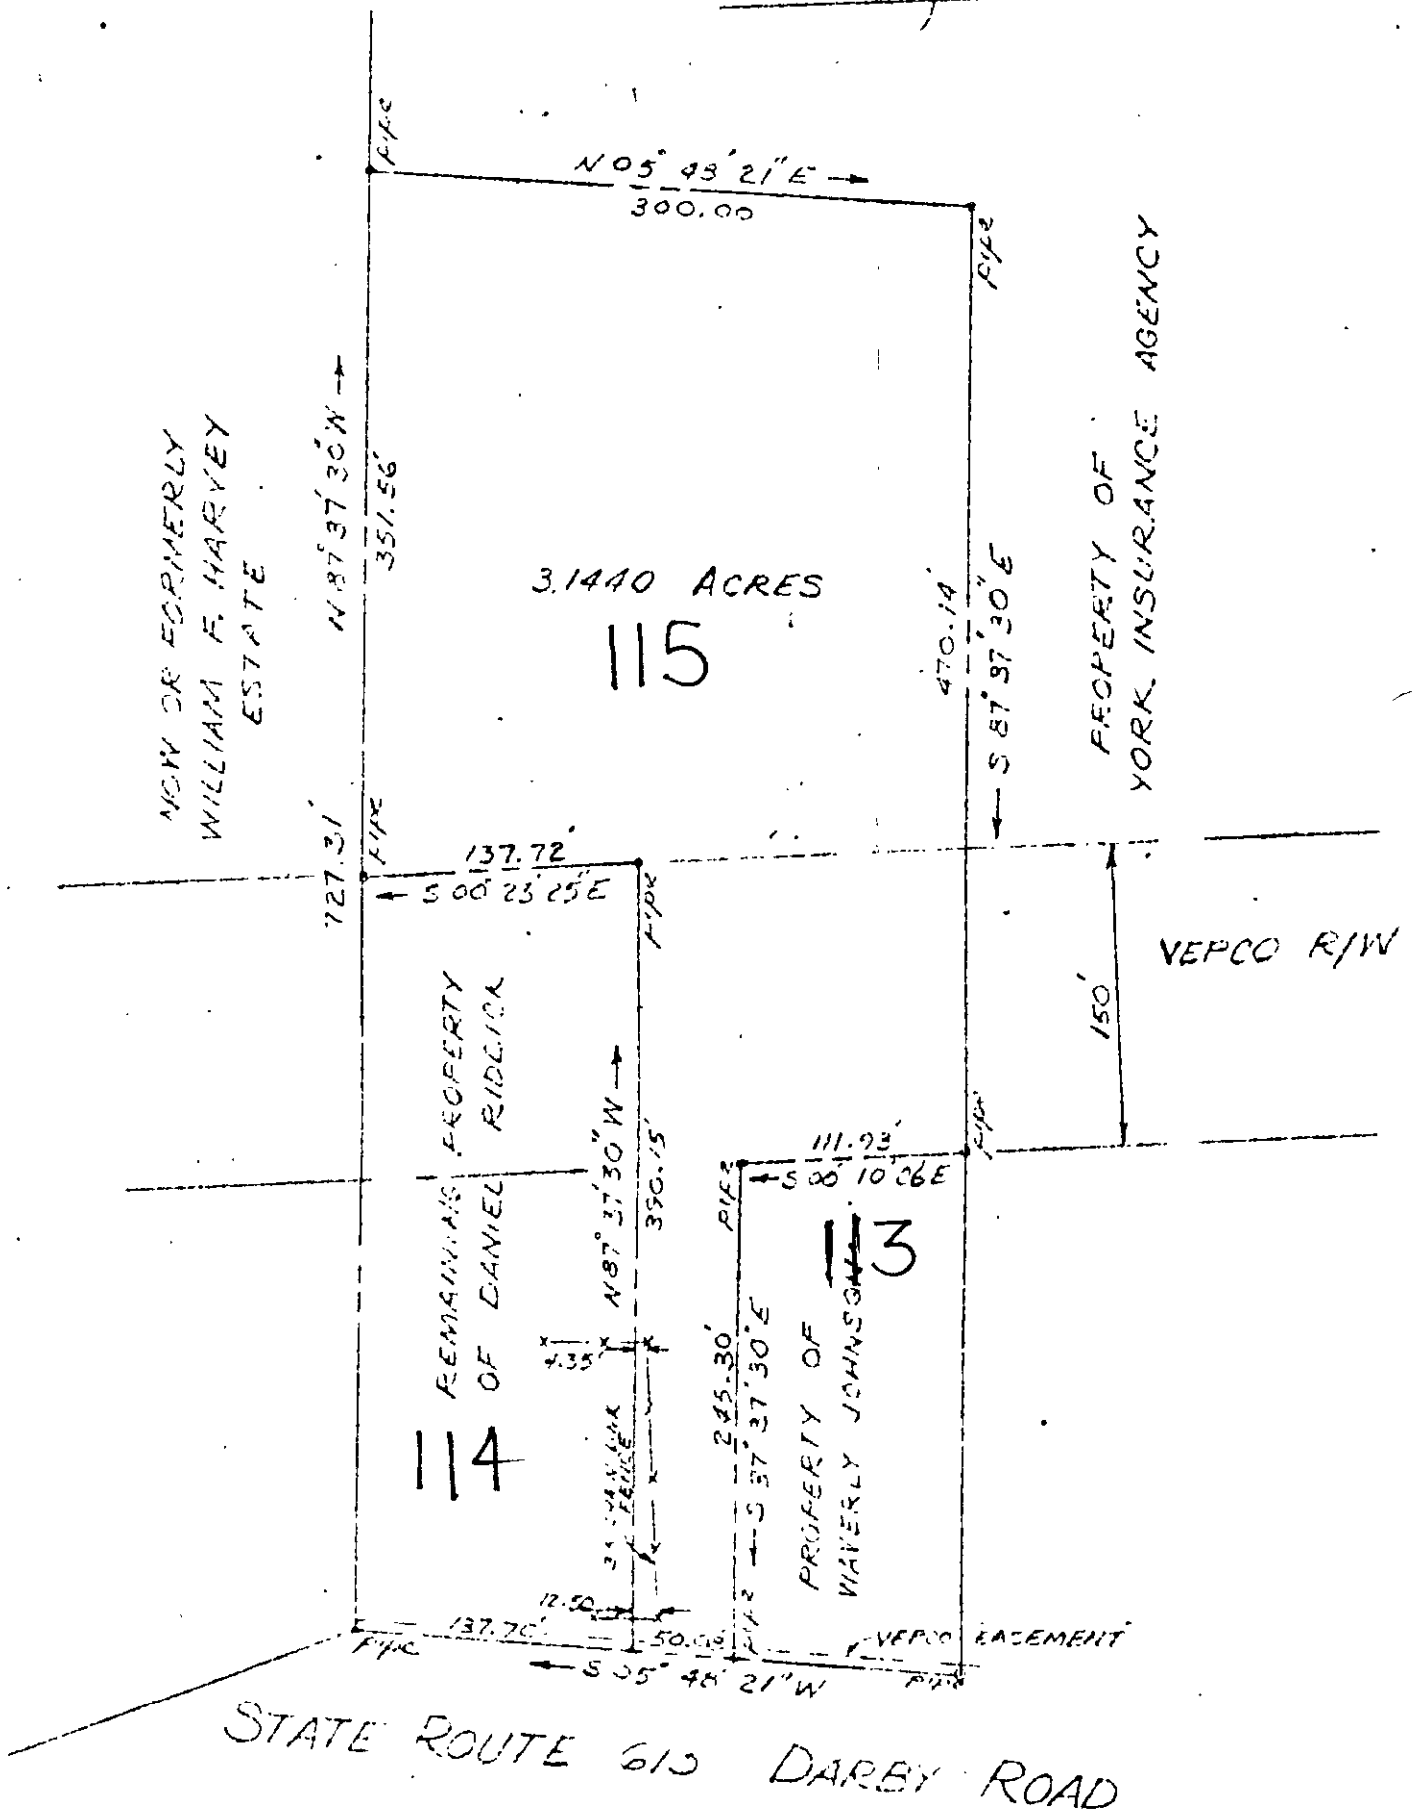 Pipe
N 05° 43' 21" E
300.00
Pipe
NOW OR FORMERLY
WILLIAM F. HARVEY
ESTATE
N 87° 37' 30" W
351.56'
727.31'
3.1440 ACRES
115
470.14'
S 87° 37' 30" E
PROPERTY OF
YORK INSURANCE AGENCY
Pipe
137.72'
S 00° 23' 25" E
Pipe
VEPCO R/W
150'
REMAINING PROPERTY
OF DANIEL RIDDICK
114
N 87° 37' 30" W
390.15'
111.93'
S 00° 10' 06 E
Pipe
Pipe
113
PROPERTY OF
WAVERLY JOHNSON
245.30'
S 87° 37' 30" E
4.35'
FENCE
12.50
137.70'
50.00'
Pipe
Pipe
Pipe
VEPCO EASEMENT
S 05° 48' 21" W
STATE ROUTE DARBY ROAD